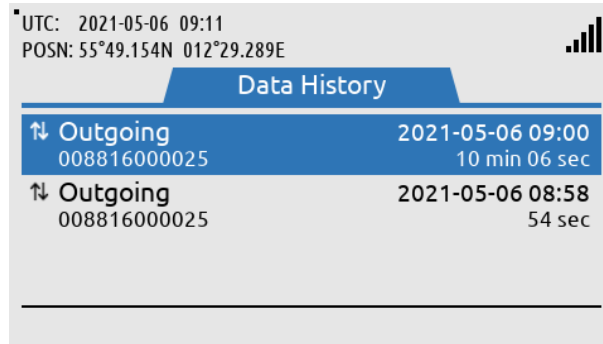 UTC: 2021-05-06 09:11
POSN: 55°49.154N 012°29.289E
Data History
Outgoing 2021-05-06 09:00
008816000025 10 min 06 sec
Outgoing 2021-05-06 08:58
008816000025 54 sec